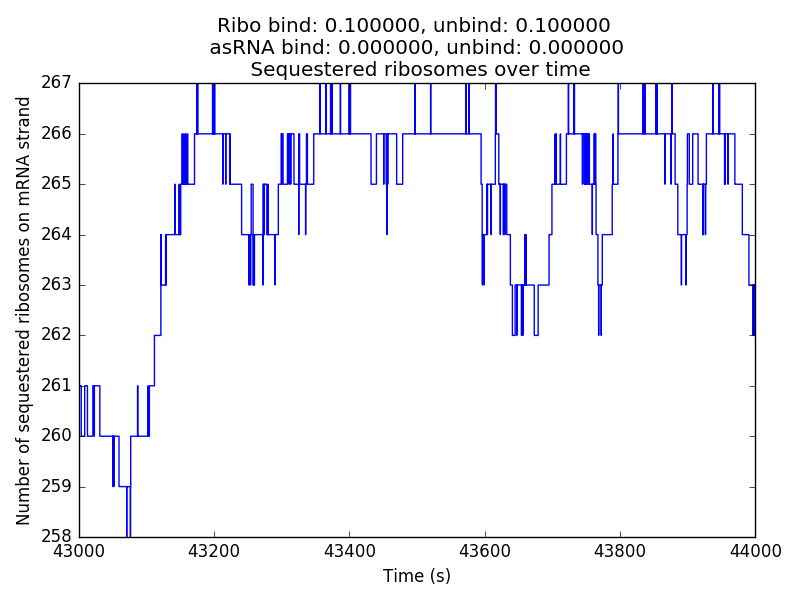 Ribo bind: 0.100000, unbind: 0.100000
asRNA bind: 0.000000, unbind: 0.000000
Sequestered ribosomes over time
267
266
265
264
263
262
261
260
259
258
Number of sequestered ribosomes on mRNA strand
43000 43200 43400 43600 43800 44000
Time (s)